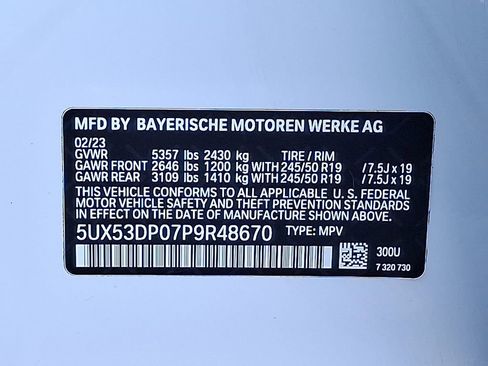 MFD BY BAYERISCHE MOTOREN WERKE AG
02/23
GVWR 5357 lbs 2430 kg TIRE / RIM
GAWR FRONT 2646 lbs 1200 kg WITH 245/50 R19 /7.5J x 19
GAWR REAR 3109 lbs 1410 kg WITH 245/50 R19 /7.5J x 19
THIS VEHICLE CONFORMS TO ALL APPLICABLE U. S. FEDERAL
MOTOR VEHICLE SAFETY AND THEFT PREVENTION STANDARDS
IN EFFECT ON THE DATE OF MANUFACTURE SHOWN ABOVE.
5UX53DP07P9R48670 TYPE: MPV
300U
7 320 730